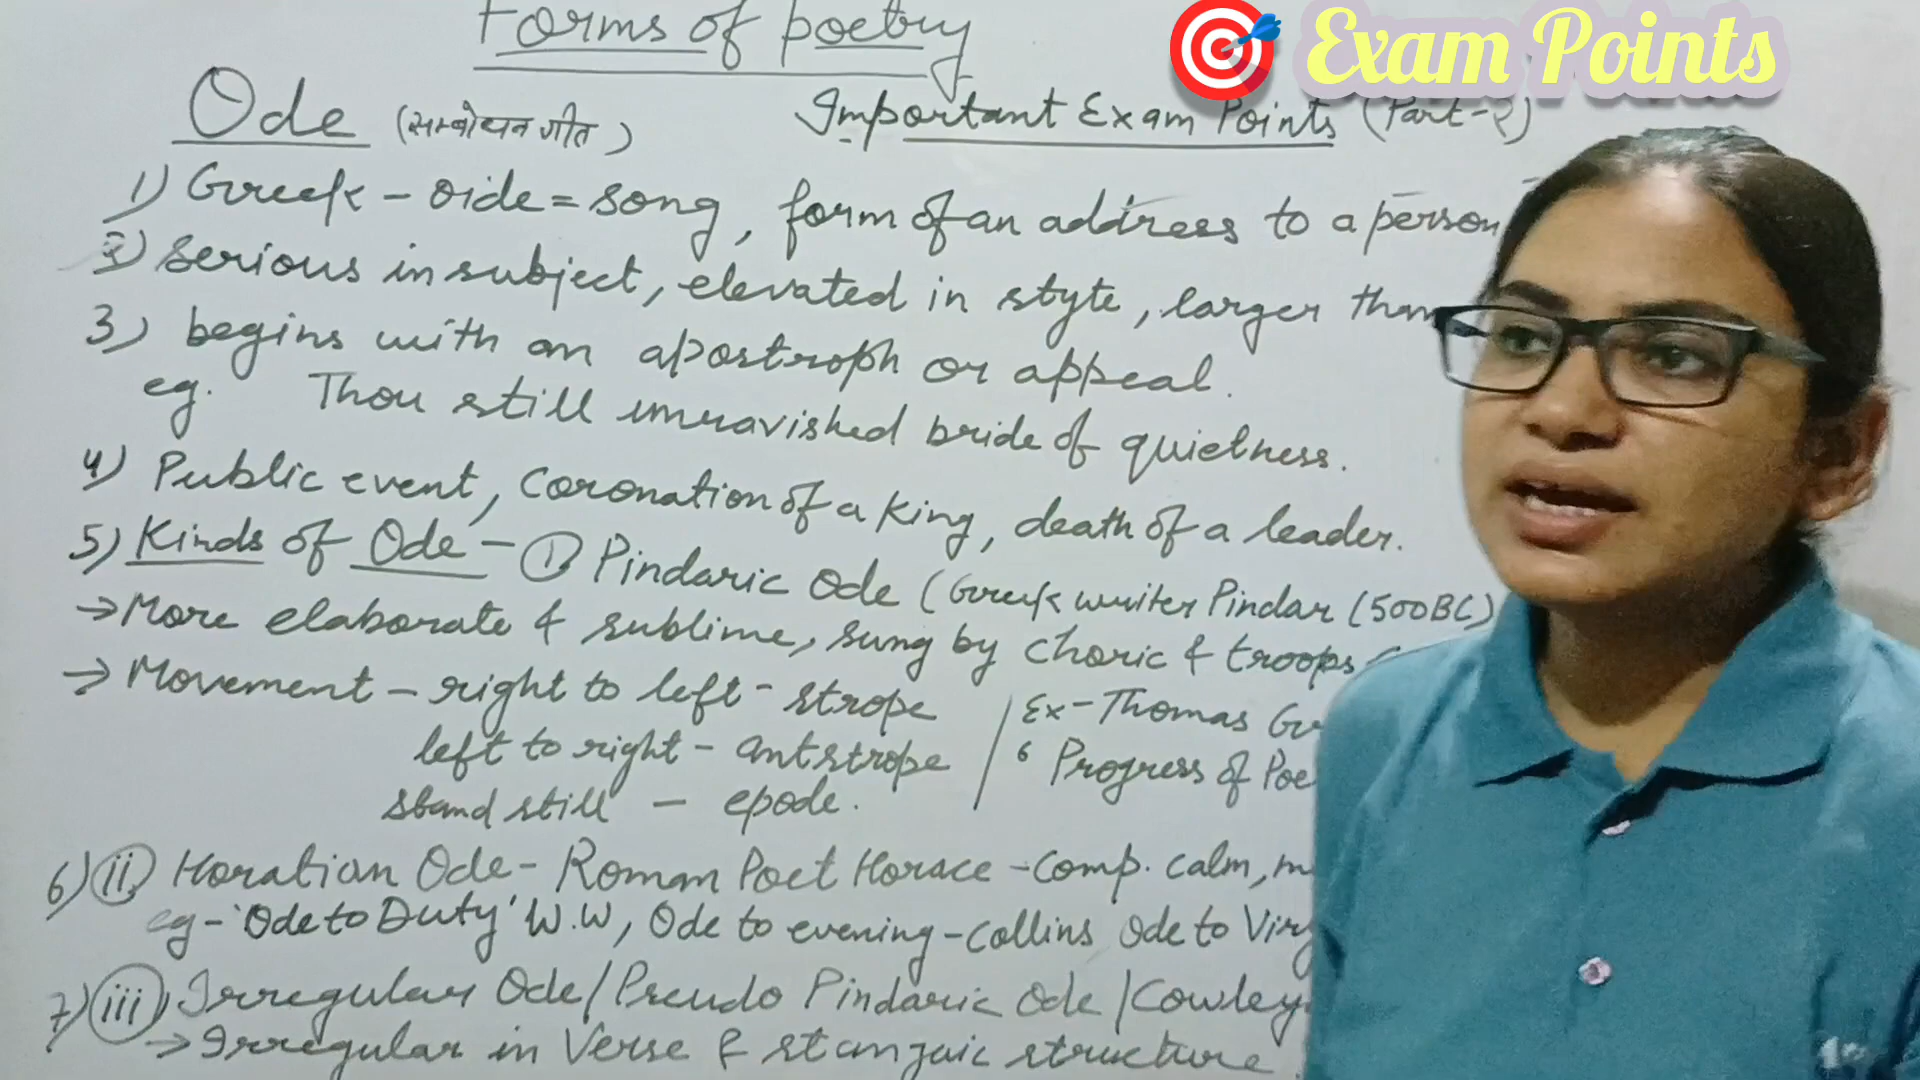 Forms of poetry
🎯 Exam Points
Ode (सम्बोधन गीत) Important Exam Points (Part-2)
1) Greek - oide = song, form of an address to a person
2) Serious in subject, elevated in style, larger than
3) begins with an apostroph or appeal.
eg. Thou still unravished bride of quietness.
4) Public event, Coronation of a King, death of a leader.
5) Kinds of Ode - ① Pindaric Ode (Greek writer Pindar (500BC)
→ More elaborate & sublime, sung by choric & troops
→ Movement - right to left - strope
left to right - antstrope
stand still - epode.
Ex - Thomas
Progress of Poe
6) (ii) Horatian Ode - Roman Poet Horace - comp. calm, m
eg - 'Ode to Duty' W.W, Ode to evening - Collins Ode to Virg
7) (iii) Irregular Ode / Pseudo Pindaric Ode / Cowley
→ Irregular in Verse & stanzaic structure